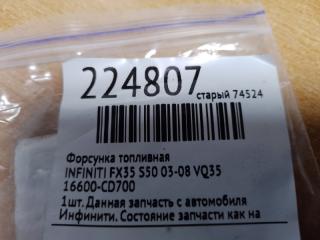 224807
старый 74524
Форсунка топливная
INFINITI FX35 S50 03-08 VQ35
16600-CD700
1шт. Данная запчасть с автомобиля
Инфинити. Состояние запчасти как на